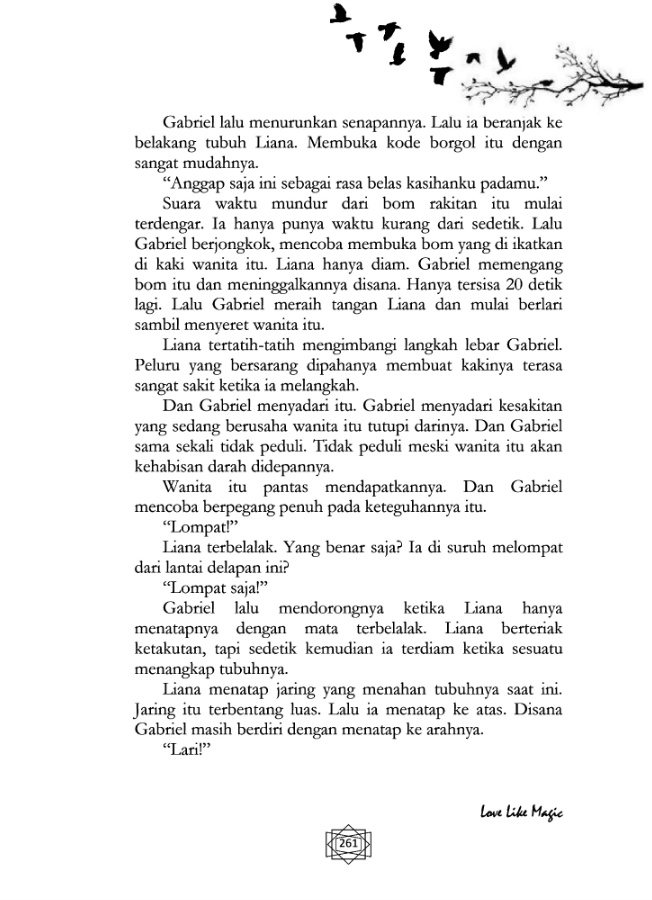 Gabriel lalu menurunkan senapannya. Lalu ia beranjak ke
belakang tubuh Liana. Membuka kode borgol itu dengan
sangat mudahnya.
“Anggap saja ini sebagai rasa belas kasihanku padamu.”
Suara waktu mundur dari bom rakitan itu mulai
terdengar. Ia hanya punya waktu kurang dari sedetik. Lalu
Gabriel berjongkok, mencoba membuka bom yang di ikatkan
di kaki wanita itu. Liana hanya diam. Gabriel memengang
bom itu dan meninggalkannya disana. Hanya tersisa 20 detik
lagi. Lalu Gabriel meraih tangan Liana dan mulai berlari
sambil menyeret wanita itu.
Liana tertatih-tatih mengimbangi langkah lebar Gabriel.
Peluru yang bersarang dipahanya membuat kakinya terasa
sangat sakit ketika ia melangkah.
Dan Gabriel menyadari itu. Gabriel menyadari kesakitan
yang sedang berusaha wanita itu tutupi darinya. Dan Gabriel
sama sekali tidak peduli. Tidak peduli meski wanita itu akan
kehabisan darah didepannya.
Wanita itu pantas mendapatkannya. Dan Gabriel
mencoba berpegang penuh pada keteguhannya itu.
“Lompat!”
Liana terbelalak. Yang benar saja? Ia di suruh melompat
dari lantai delapan ini?
“Lompat saja!”
Gabriel lalu mendorongnya ketika Liana hanya
menatapnya dengan mata terbelalak. Liana berteriak
ketakutan, tapi sedetik kemudian ia terdiam ketika sesuatu
menangkap tubuhnya.
Liana menatap jaring yang menahan tubuhnya saat ini.
Jaring itu terbentang luas. Lalu ia menatap ke atas. Disana
Gabriel masih berdiri dengan menatap ke arahnya.
“Lari!”
Love Like Magic
261